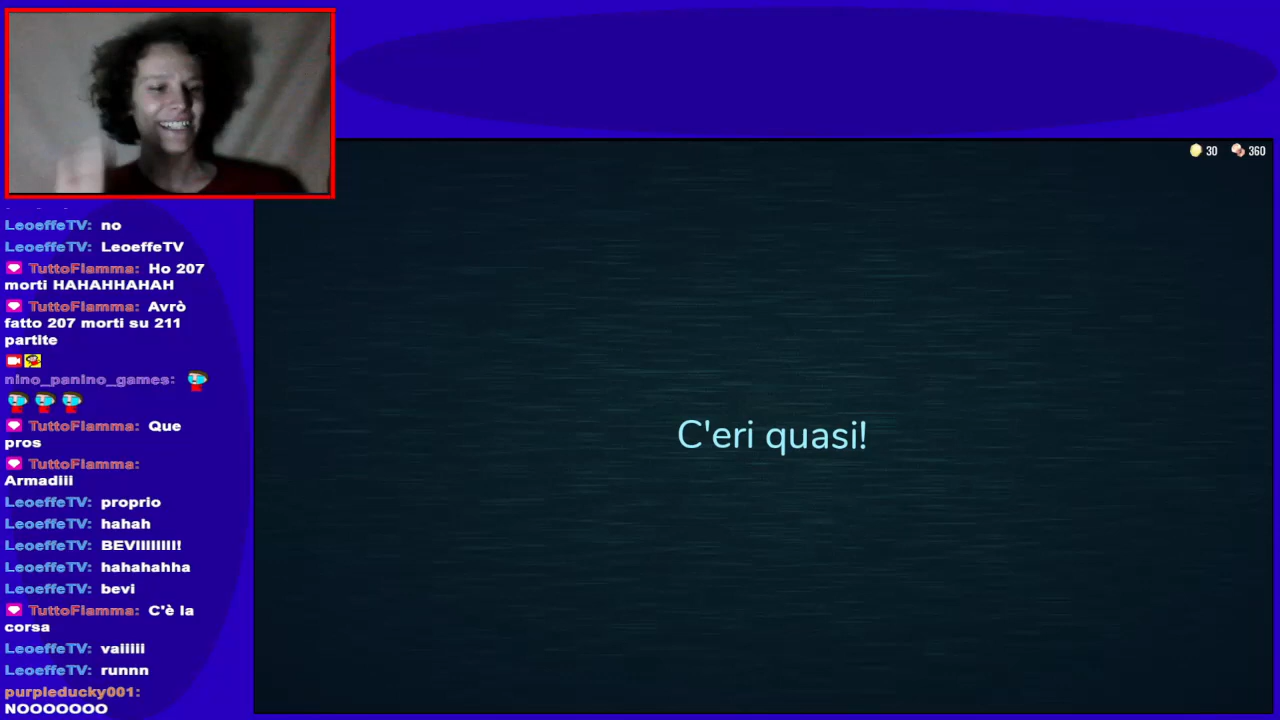 30 360
LeoeffeTV: no
LeoeffeTV: LeoeffeTV
TuttoFlamma: Ho 207
morti HAHAHHAHAH
TuttoFlamma: Avrò
fatto 207 morti su 211
partite
nino_panino_games:
TuttoFlamma: Que
pros
TuttoFlamma:
Armadiii
LeoeffeTV: proprio
LeoeffeTV: hahah
LeoeffeTV: BEVIIIIIIIII!
LeoeffeTV: hahahahha
LeoeffeTV: bevi
TuttoFlamma: C'è la
corsa
LeoeffeTV: vaiiiii
LeoeffeTV: runnn
purpleducky001:
NOOOOOOO
C'eri quasi!